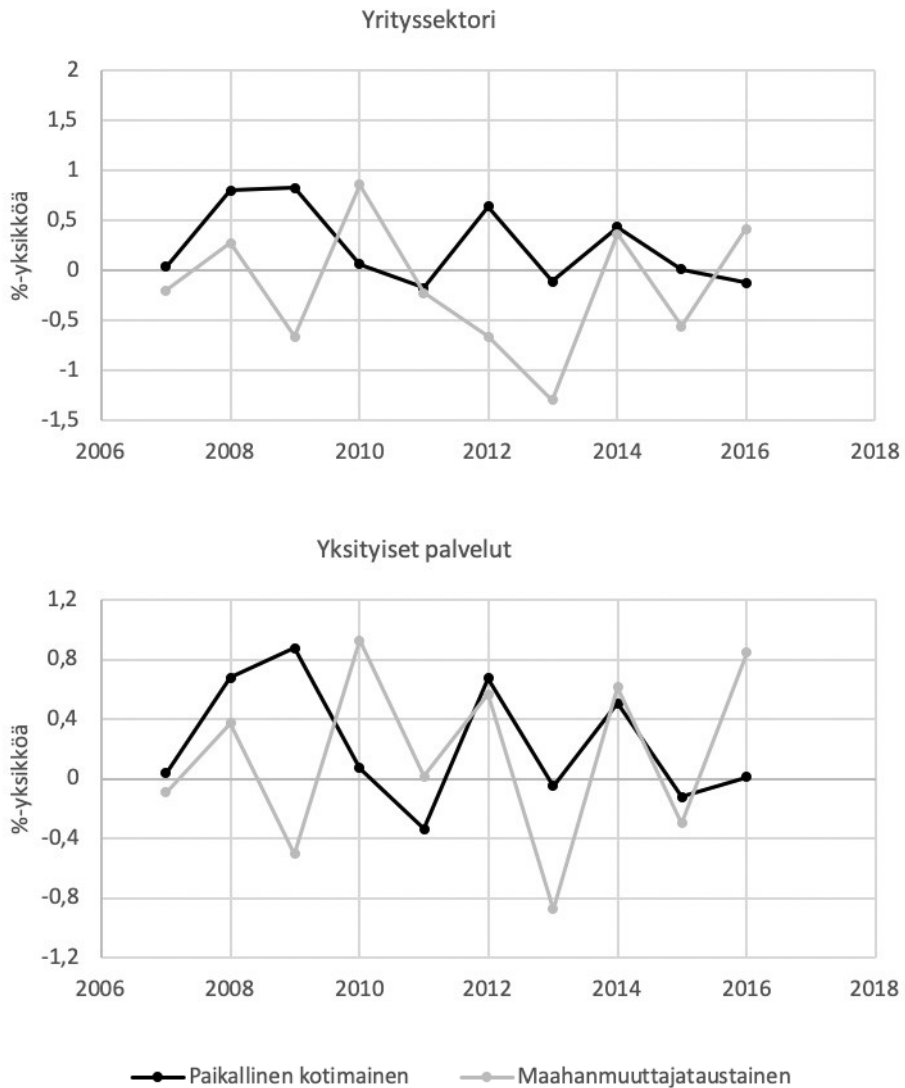 Yrityssektori
2
1,5
1
0,5
0
-0,5
-1
-1,5
%-yksikköä
2006 2008 2010 2012 2014 2016 2018
Yksityiset palvelut
1,2
0,8
0,4
0
-0,4
-0,8
-1,2
%-yksikköä
2006 2008 2010 2012 2014 2016 2018
Paikallinen kotimainen Maahanmuuttajataustainen